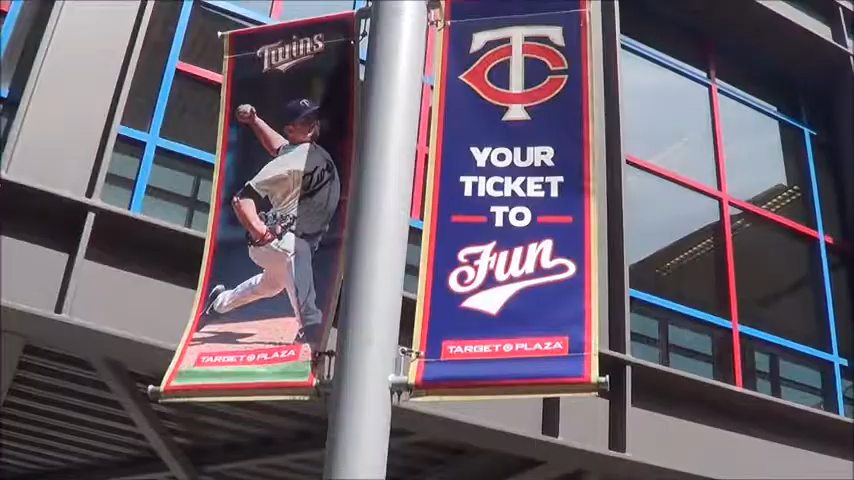 Twins
TARGET PLAZA
TC
YOUR
TICKET
TO
Fun
TARGET PLAZA